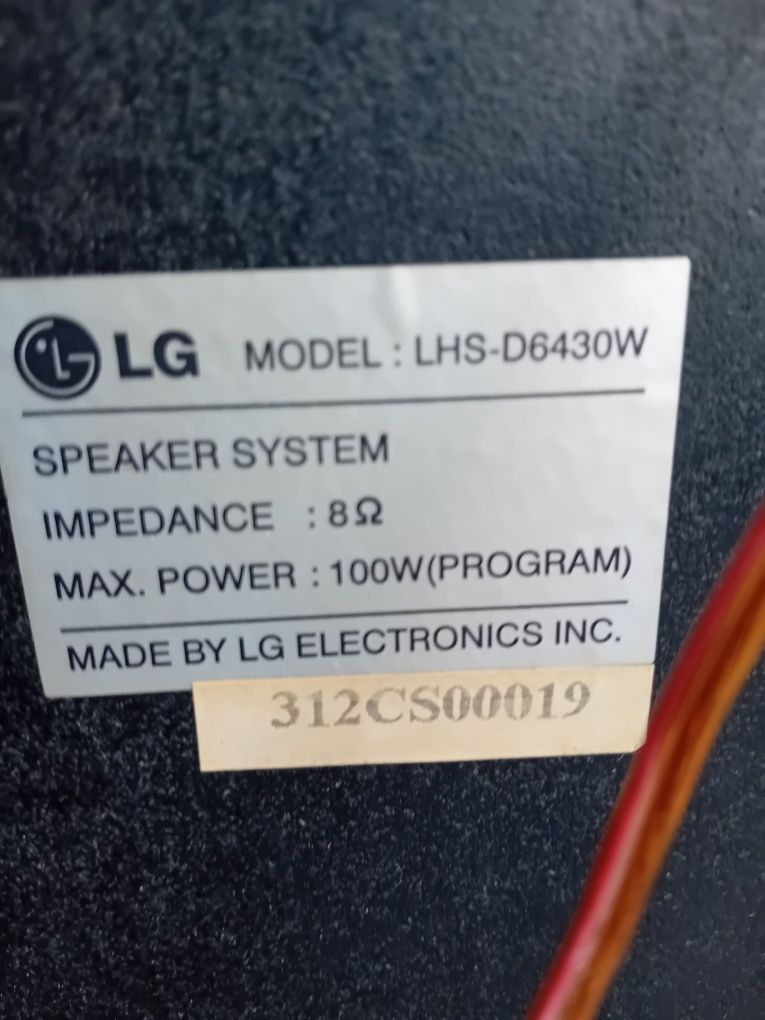 LG MODEL : LHS-D6430W
SPEAKER SYSTEM
IMPEDANCE : 8Ω
MAX. POWER : 100W(PROGRAM)
MADE BY LG ELECTRONICS INC.
312CS00019